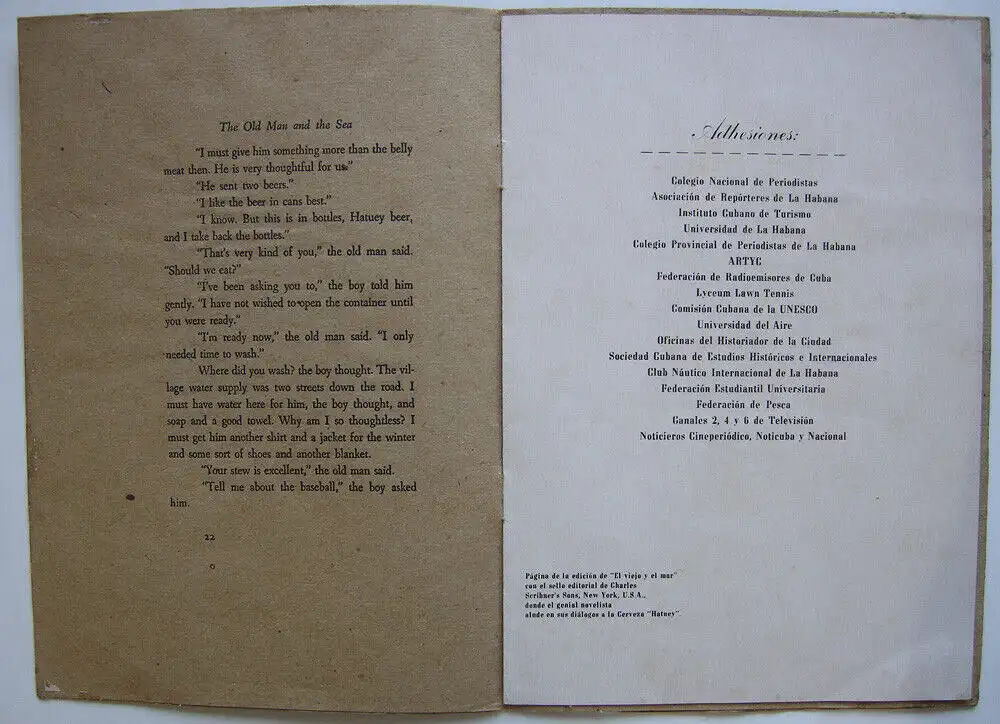 The Old Man and the Sea
"I must give him something more than the belly
meat then. He is very thoughtful for us."
"He sent two beers."
"I like the beer in cans best."
"I know. But this is in bottles, Hatuey beer,
and I take back the bottles."
"That's very kind of you," the old man said.
"Should we eat?"
"I've been asking you to," the boy told him
gently. "I have not wished to open the container until
you were ready."
"I'm ready now," the old man said. "I only
needed time to wash."
Where did you wash? the boy thought. The vil-
lage water supply was two streets down the road. I
must have water here for him, the boy thought, and
soap and a good towel. Why am I so thoughtless? I
must get him another shirt and a jacket for the winter
and some sort of shoes and another blanket.
"Your stew is excellent," the old man said.
"Tell me about the baseball," the boy asked
him.
22
Adhesiones:
Colegio Nacional de Periodistas
Asociación de Repórteres de La Habana
Instituto Cubano de Turismo
Universidad de La Habana
Colegio Provincial de Periodistas de La Habana
ARTYC
Federación de Radioemisores de Cuba
Lyceum Lawn Tennis
Comisión Cubana de la UNESCO
Universidad del Aire
Oficinas del Historiador de la Ciudad
Sociedad Cubana de Estudios Históricos e Internacionales
Club Náutico Internacional de La Habana
Federación Estudiantil Universitaria
Federación de Pesca
Canales 2, 4 y 6 de Televisión
Noticieros Cineperiódico, Noticuba y Nacional
Página de la edición de "El viejo y el mar"
con el sello editorial de Charles
Scribner's Sons, New York, U.S.A.,
donde el genial novelista
alude en sus diálogos a la Cerveza "Hatuey".